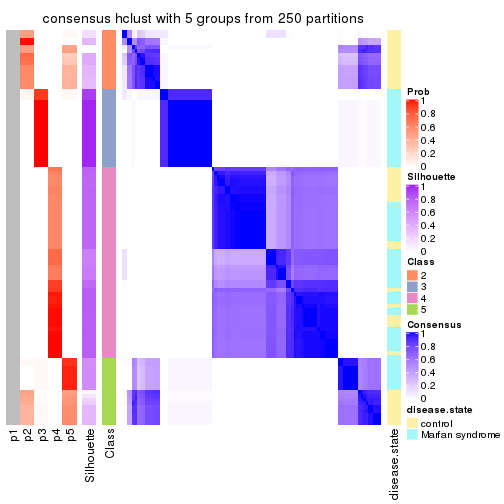 consensus hclust with 5 groups from 250 partitions
Prob
1
0.8
0.6
0.4
0.2
0
Silhouette
1
0.8
0.6
0.4
0.2
0
Class
2
3
4
5
Consensus
1
0.8
0.6
0.4
0.2
0
disease.state
control
Marfan syndrome
p1
p2
p3
p4
p5
Silhouette
Class
disease.state